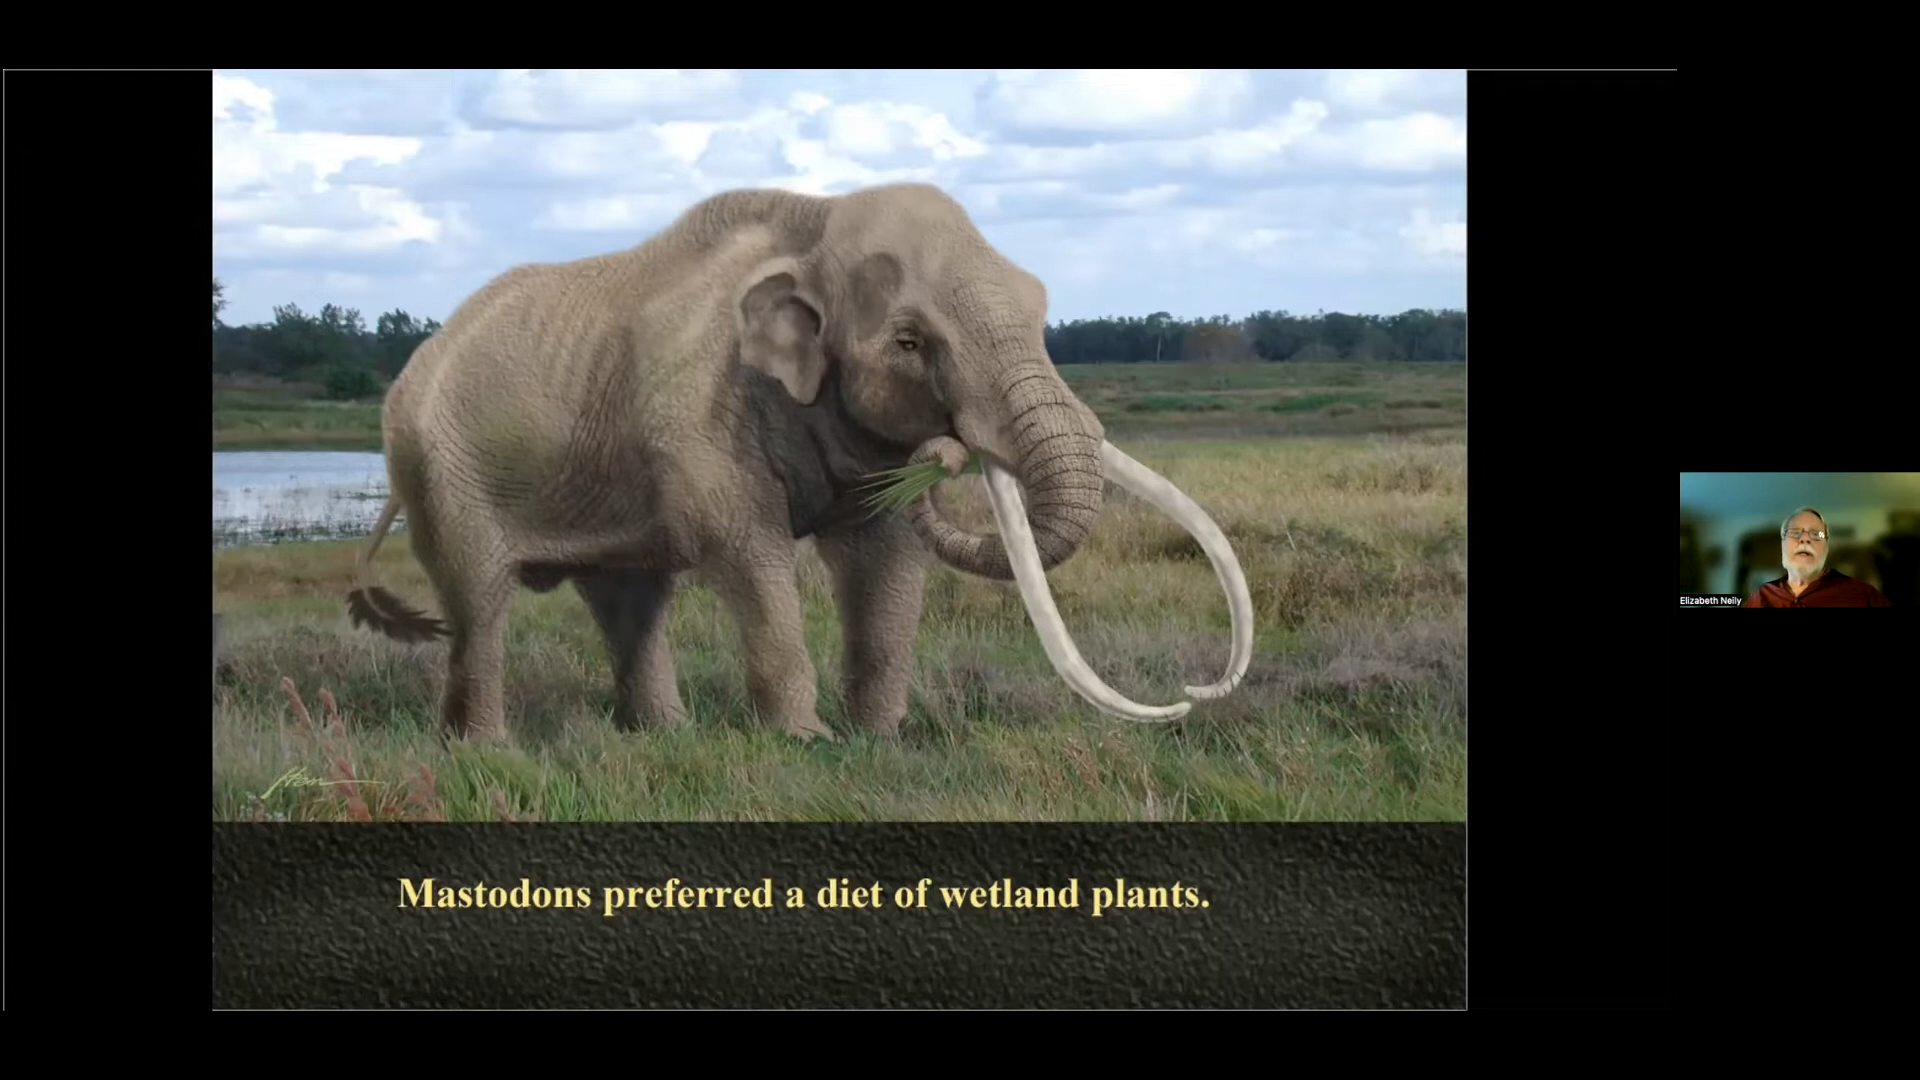 Mastodons preferred a diet of wetland plants.
Elizabeth Neily